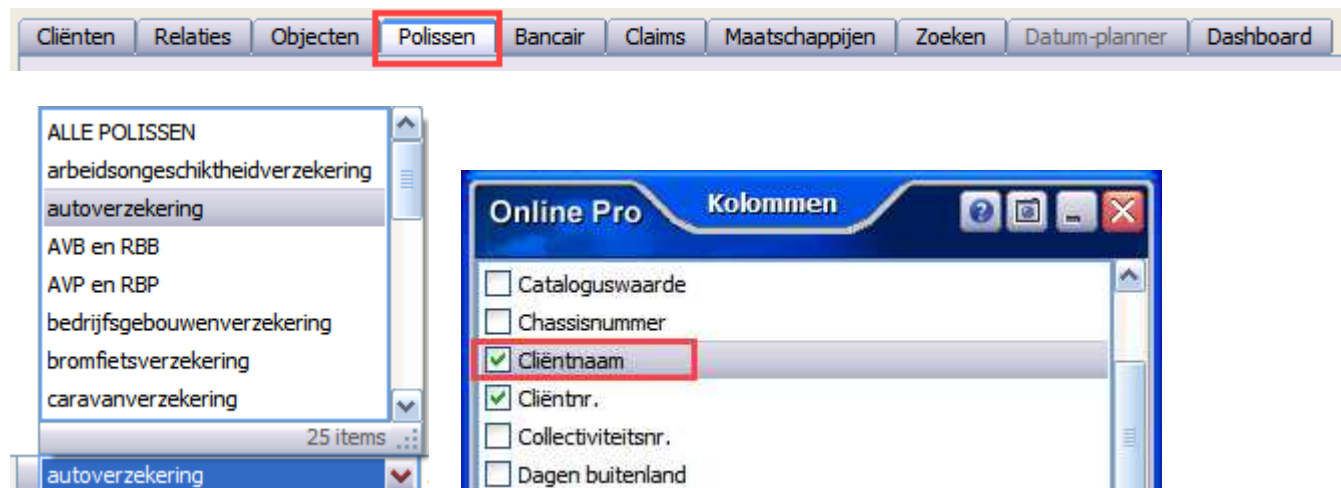 Cliënten Relaties Objecten Polissen Bancair Claims Maatschappijen Zoeken Datum-planner Dashboard
ALLE POLISSEN
arbeidsongeschiktheidverzekering
autoverzekering
AVB en RBB
AVP en RBP
bedrijfsgebouwenverzekering
bromfietsverzekering
caravanverzekering
25 items
autoverzekering
Online Pro Kolommen
Cataloguswaarde
Chassisnummer
Cliëntnaam
Cliëntnr.
Collectiviteitsnr.
Dagen buitenland